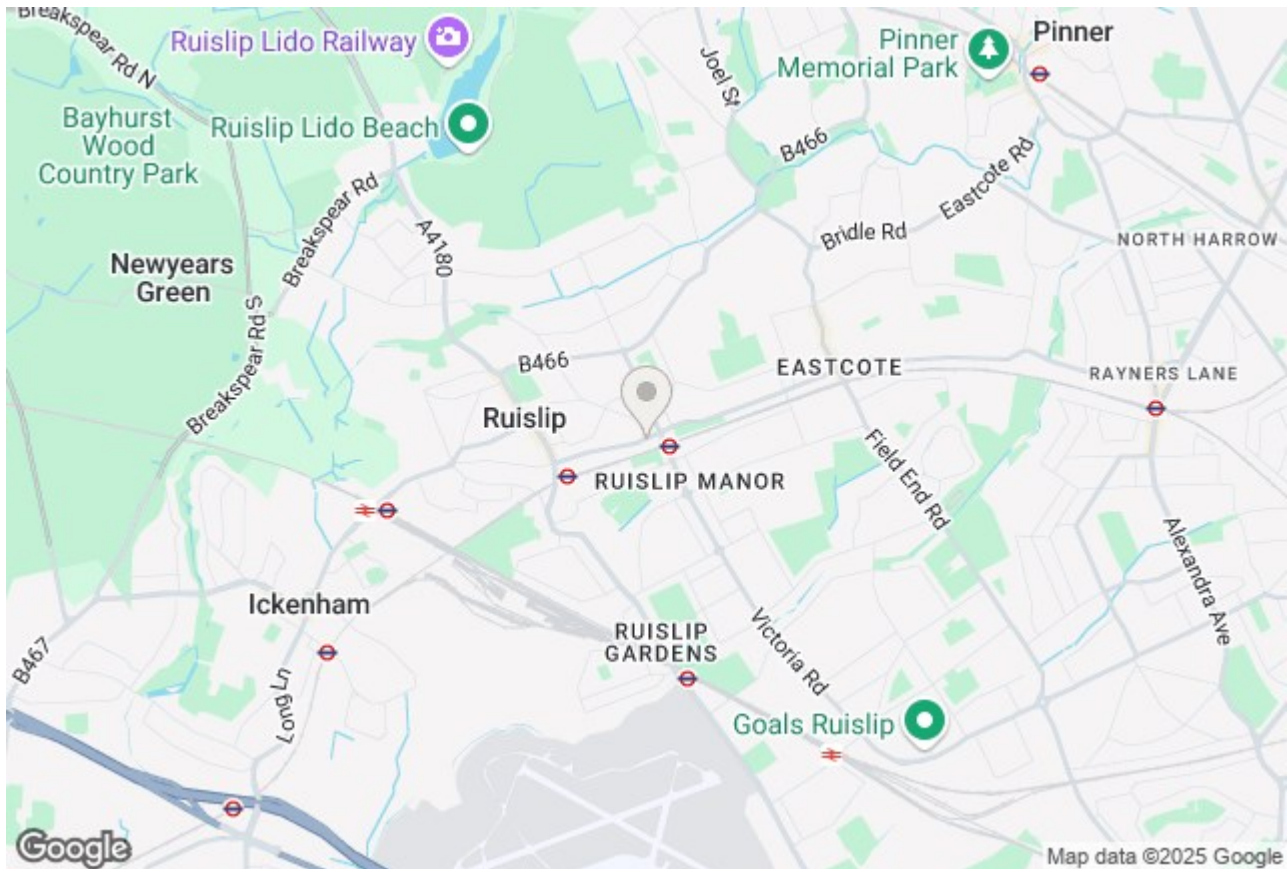 Breakspear Rd N
Ruislip Lido Railway
Joel St
Pinner
Memorial Park
Pinner
Bayhurst
Wood
Country Park
Ruislip Lido Beach
B466
Eastcote Rd
Breakspear Rd
A4180
Bridle Rd
NORTH HARROW
Newyears
Green
Breakspear Rd S
B466
EASTCOTE
RAYNERS LANE
Ruislip
RUISLIP MANOR
Field End Rd
Alexandra Ave
Ickenham
RUISLIP
GARDENS
Victoria Rd
B467
Long Ln
Goals Ruislip
Google
Map data ©2025 Google